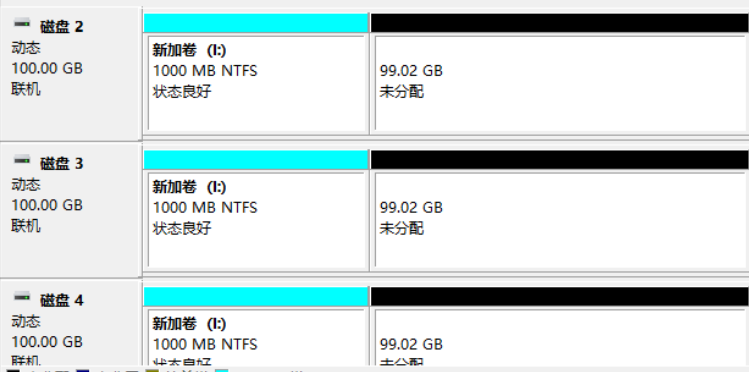 磁盘 2
动态
100.00 GB
联机
新加卷 (I:)
1000 MB NTFS
状态良好
99.02 GB
未分配
磁盘 3
动态
100.00 GB
联机
新加卷 (I:)
1000 MB NTFS
状态良好
99.02 GB
未分配
磁盘 4
动态
100.00 GB
联机
新加卷 (I:)
1000 MB NTFS
状态良好
99.02 GB
未分配